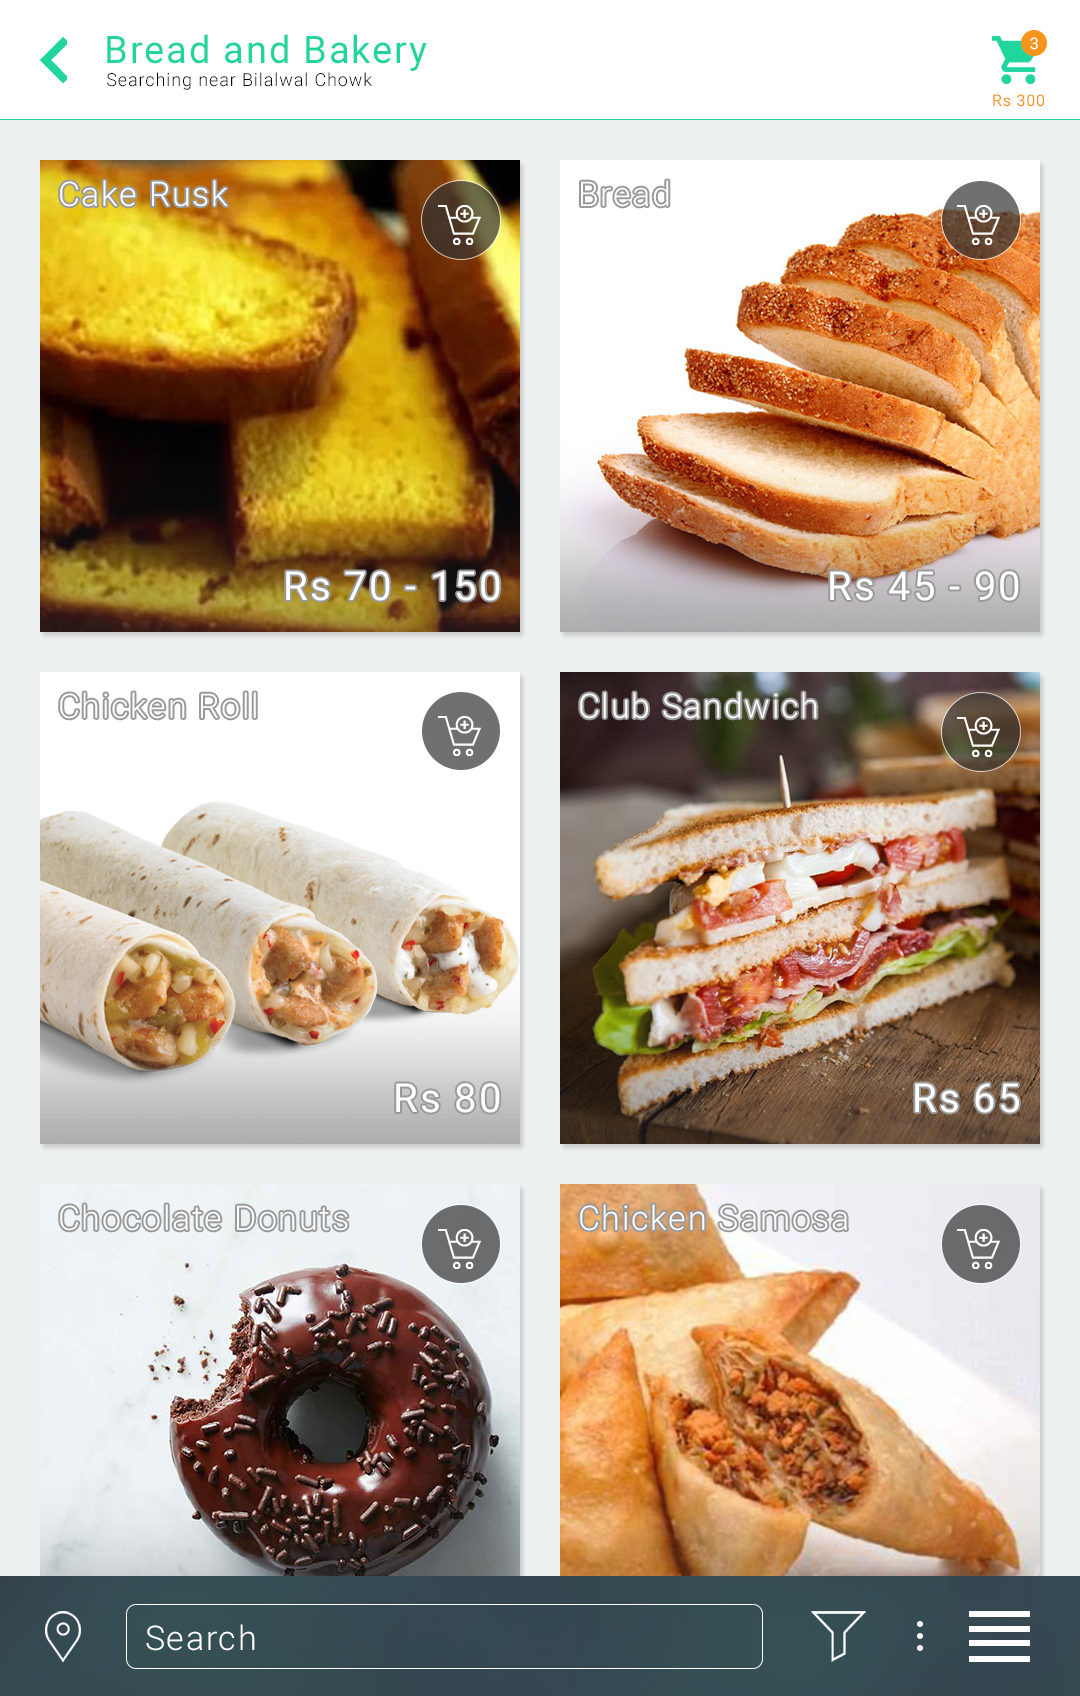 Bread and Bakery
Searching near Bilalwal Chowk
3
Rs 300
Cake Rusk
Rs 70 - 150
Bread
Rs 45 - 90
Chicken Roll
Rs 80
Club Sandwich
Rs 65
Chocolate Donuts
Chicken Samosa
Search